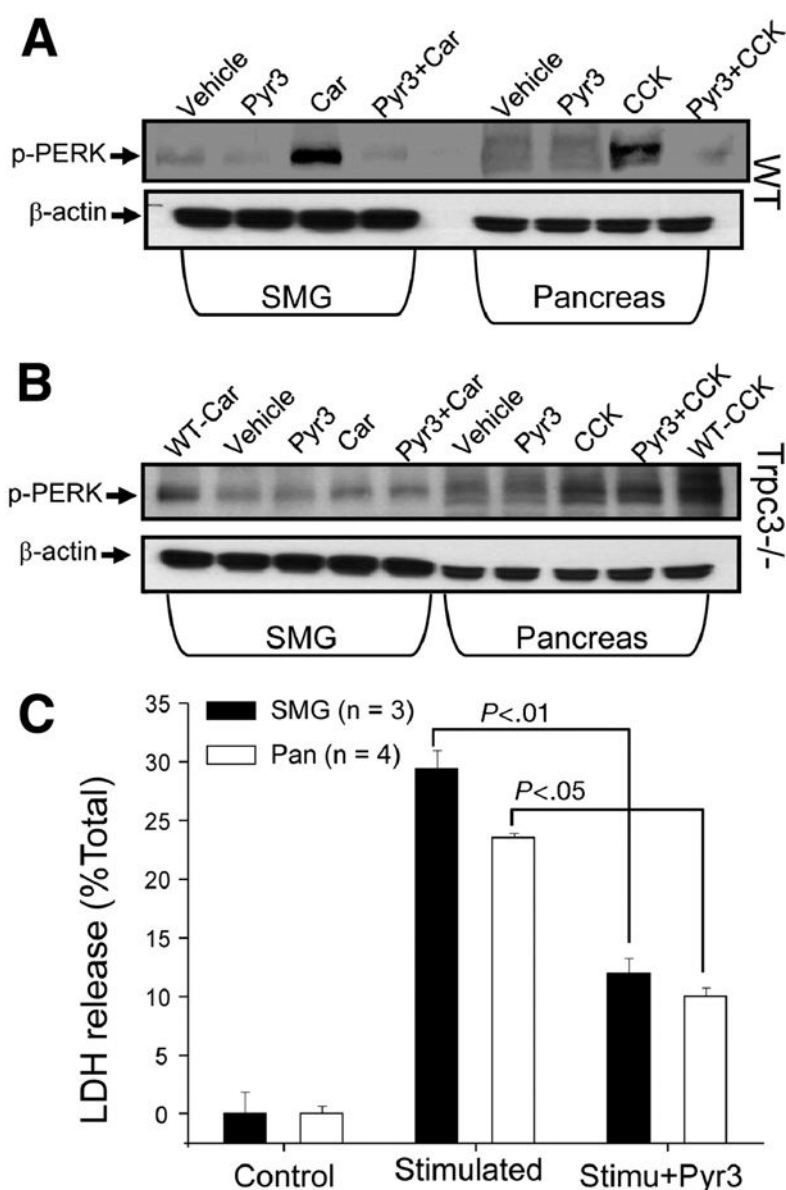 A
Vehicle Pyr3 Car Pyr3+Car Vehicle Pyr3 CCK Pyr3+CCK
p-PERK
β-actin
WT
SMG Pancreas
B
WT-Car Vehicle Pyr3 Car Pyr3+Car Vehicle Pyr3 CCK Pyr3+CCK WT-CCK
p-PERK
β-actin
Trpc3-/-
SMG Pancreas
C
LDH release (%Total)
35
30
25
20
15
10
5
0
SMG (n = 3)
Pan (n = 4)
P<.01
P<.05
Control Stimulated Stimu+Pyr3